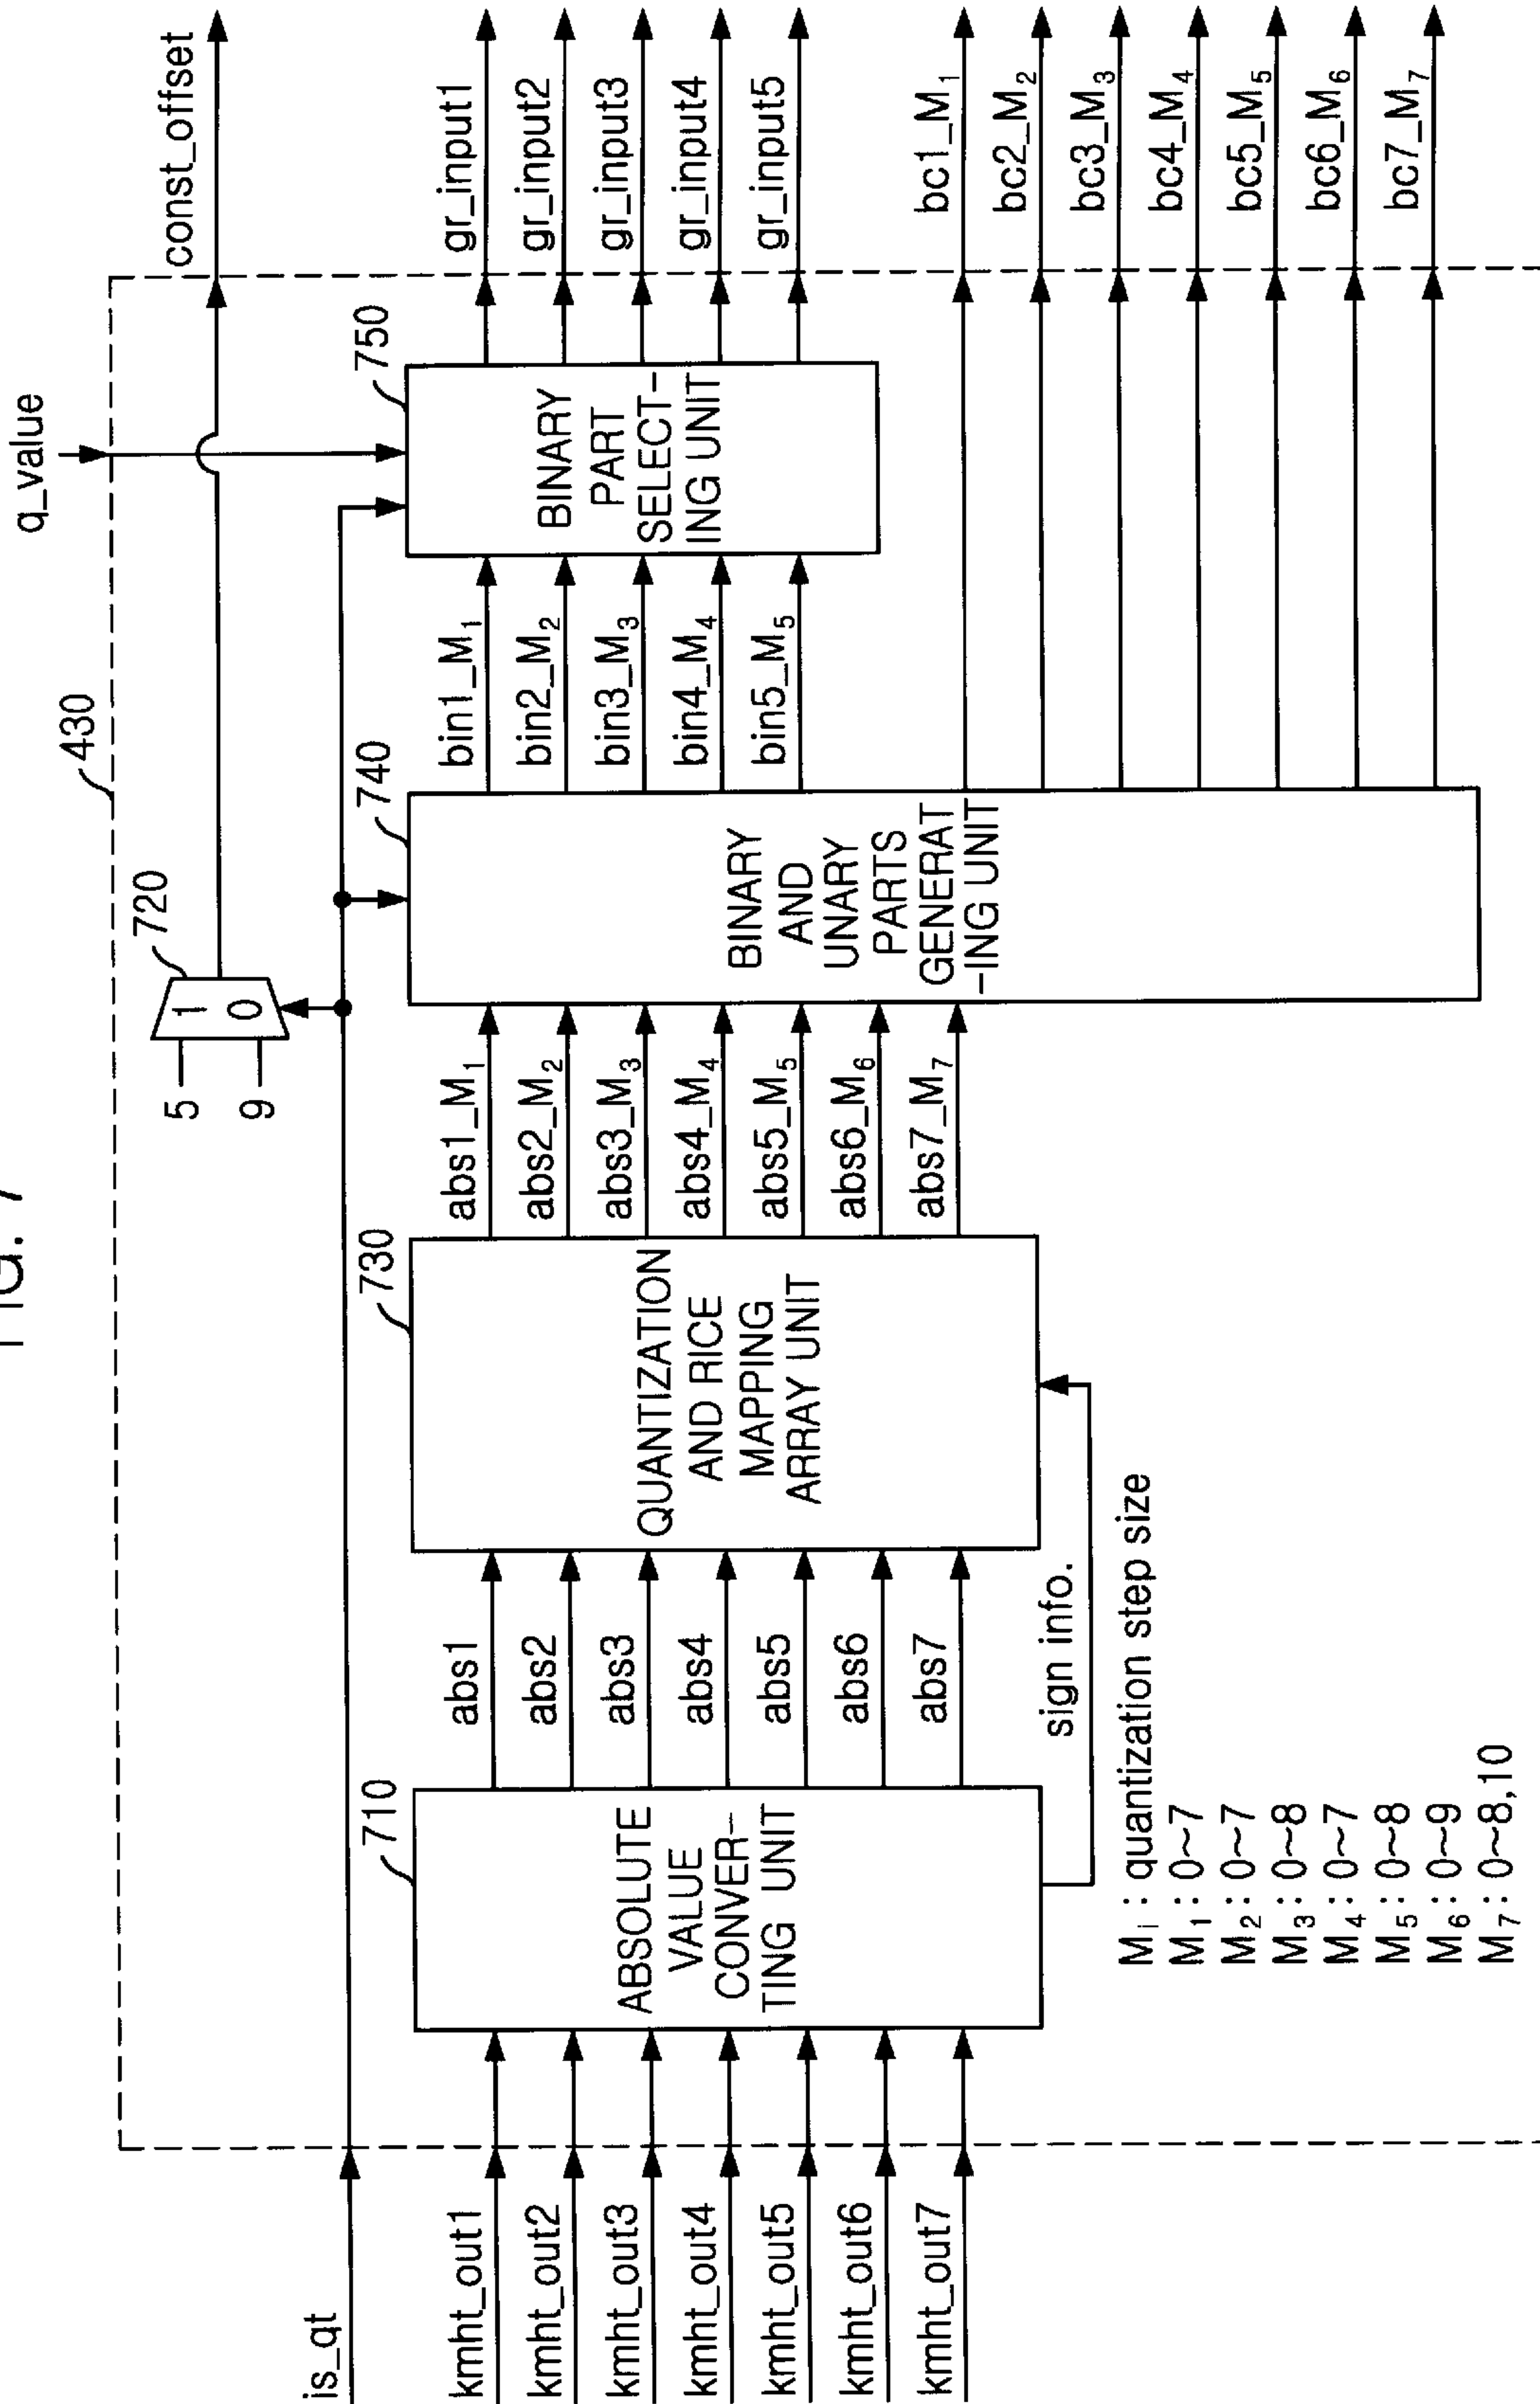 FIG. 7
q_value
430
const_offset
720
1
0
5
9
is_qt
kmht_out1
kmht_out2
kmht_out3
kmht_out4
kmht_out5
kmht_out6
kmht_out7
710
ABSOLUTE
VALUE
CONVER-
TING UNIT
abs1
abs2
abs3
abs4
abs5
abs6
abs7
sign info.
730
QUANTIZATION
AND RICE
MAPPING
ARRAY UNIT
abs1_M₁
abs2_M₂
abs3_M₃
abs4_M₄
abs5_M₅
abs6_M₆
abs7_M₇
740
BINARY
AND
UNARY
PARTS
GENERAT
-ING UNIT
bin1_M₁
bin2_M₂
bin3_M₃
bin4_M₄
bin5_M₅
750
BINARY
PART
SELECT-
ING UNIT
gr_input1
gr_input2
gr_input3
gr_input4
gr_input5
bc1_M₁
bc2_M₂
bc3_M₃
bc4_M₄
bc5_M₅
bc6_M₆
bc7_M₇
Mᵢ : quantization step size
M₁ : 0~7
M₂ : 0~7
M₃ : 0~8
M₄ : 0~7
M₅ : 0~8
M₆ : 0~9
M₇ : 0~8,10